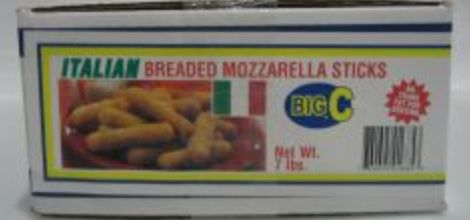 ITALIAN BREADED MOZZARELLA STICKS
BIG C
Net Wt.
7 lbs.